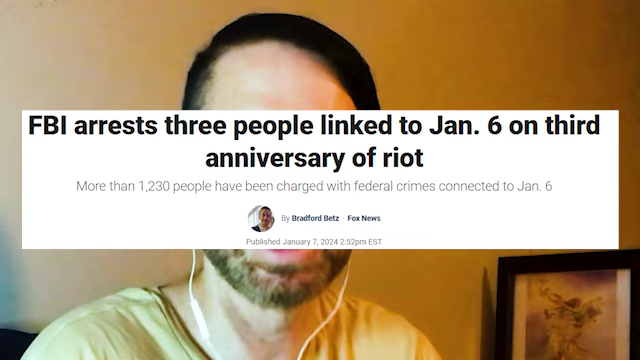 FBI arrests three people linked to Jan. 6 on third
anniversary of riot
More than 1,230 people have been charged with federal crimes connected to Jan. 6
By Bradford Betz · Fox News
Published January 7, 2024 2:52pm EST